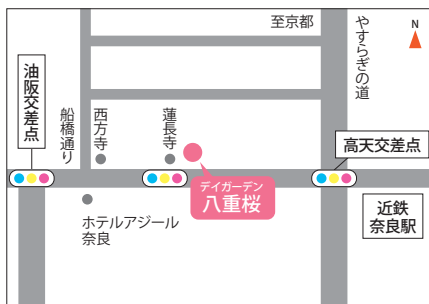 至京都
やすらぎの道
N
油阪交差点
船橋通り
西方寺
蓮長寺
高天交差点
デイガーデン
八重桜
近鉄
奈良駅
ホテルアジール
奈良